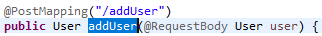 @PostMapping("/addUser")
public User addUser(@RequestBody User user) {